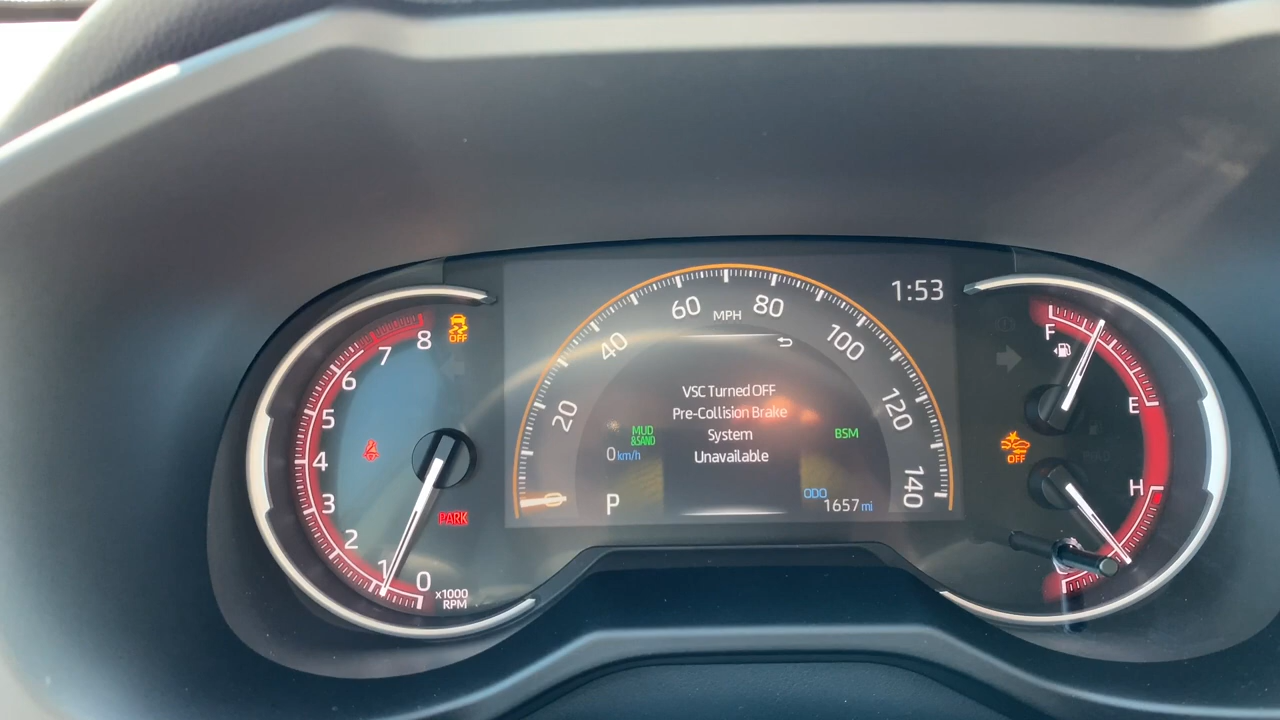 8
7
6
5
4
3
2
1
0
x1000
RPM
OFF
PARK
20
40
60
80
100
120
140
MPH
1:53
VSC Turned OFF
Pre-Collision Brake
System
Unavailable
MUD
&SAND
0 km/h
BSM
P
ODO
1657 mi
F
E
H
OFF